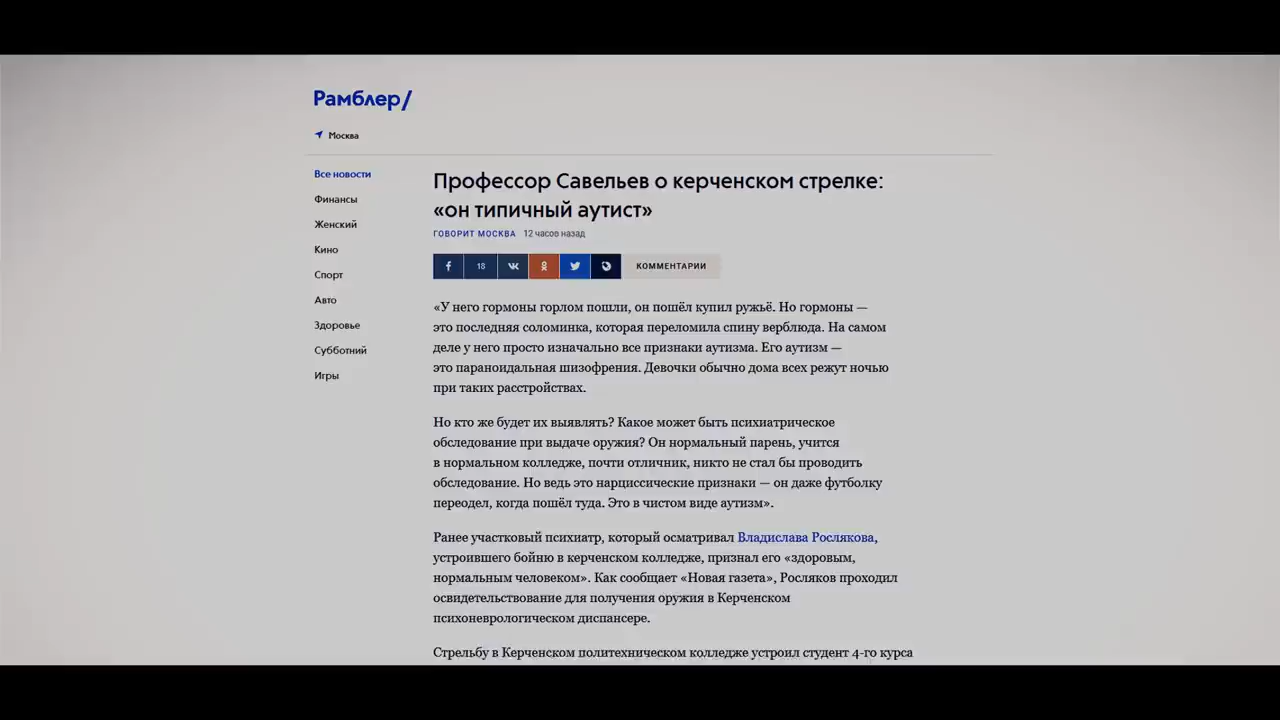 Рамблер/
Москва
Все новости
Финансы
Женский
Кино
Спорт
Авто
Здоровье
Субботний
Игры
Профессор Савельев о керченском стрелке:
«он типичный аутист»
ГОВОРИТ МОСКВА 12 часов назад
18 КОММЕНТАРИИ
«У него гормоны горлом пошли, он пошёл купил ружьё. Но гормоны —
это последняя соломинка, которая переломила спину верблюда. На самом
деле у него просто изначально все признаки аутизма. Его аутизм —
это параноидальная шизофрения. Девочки обычно дома всех режут ночью
при таких расстройствах.
Но кто же будет их выявлять? Какое может быть психиатрическое
обследование при выдаче оружия? Он нормальный парень, учится
в нормальном колледже, почти отличник, никто не стал бы проводить
обследование. Но ведь это нарциссические признаки — он даже футболку
переодел, когда пошёл туда. Это в чистом виде аутизм».
Ранее участковый психиатр, который осматривал Владислава Рослякова,
устроившего бойню в керченском колледже, признал его «здоровым,
нормальным человеком». Как сообщает «Новая газета», Росляков проходил
освидетельствование для получения оружия в Керченском
психоневрологическом диспансере.
Стрельбу в Керченском политехническом колледже устроил студент 4-го курса